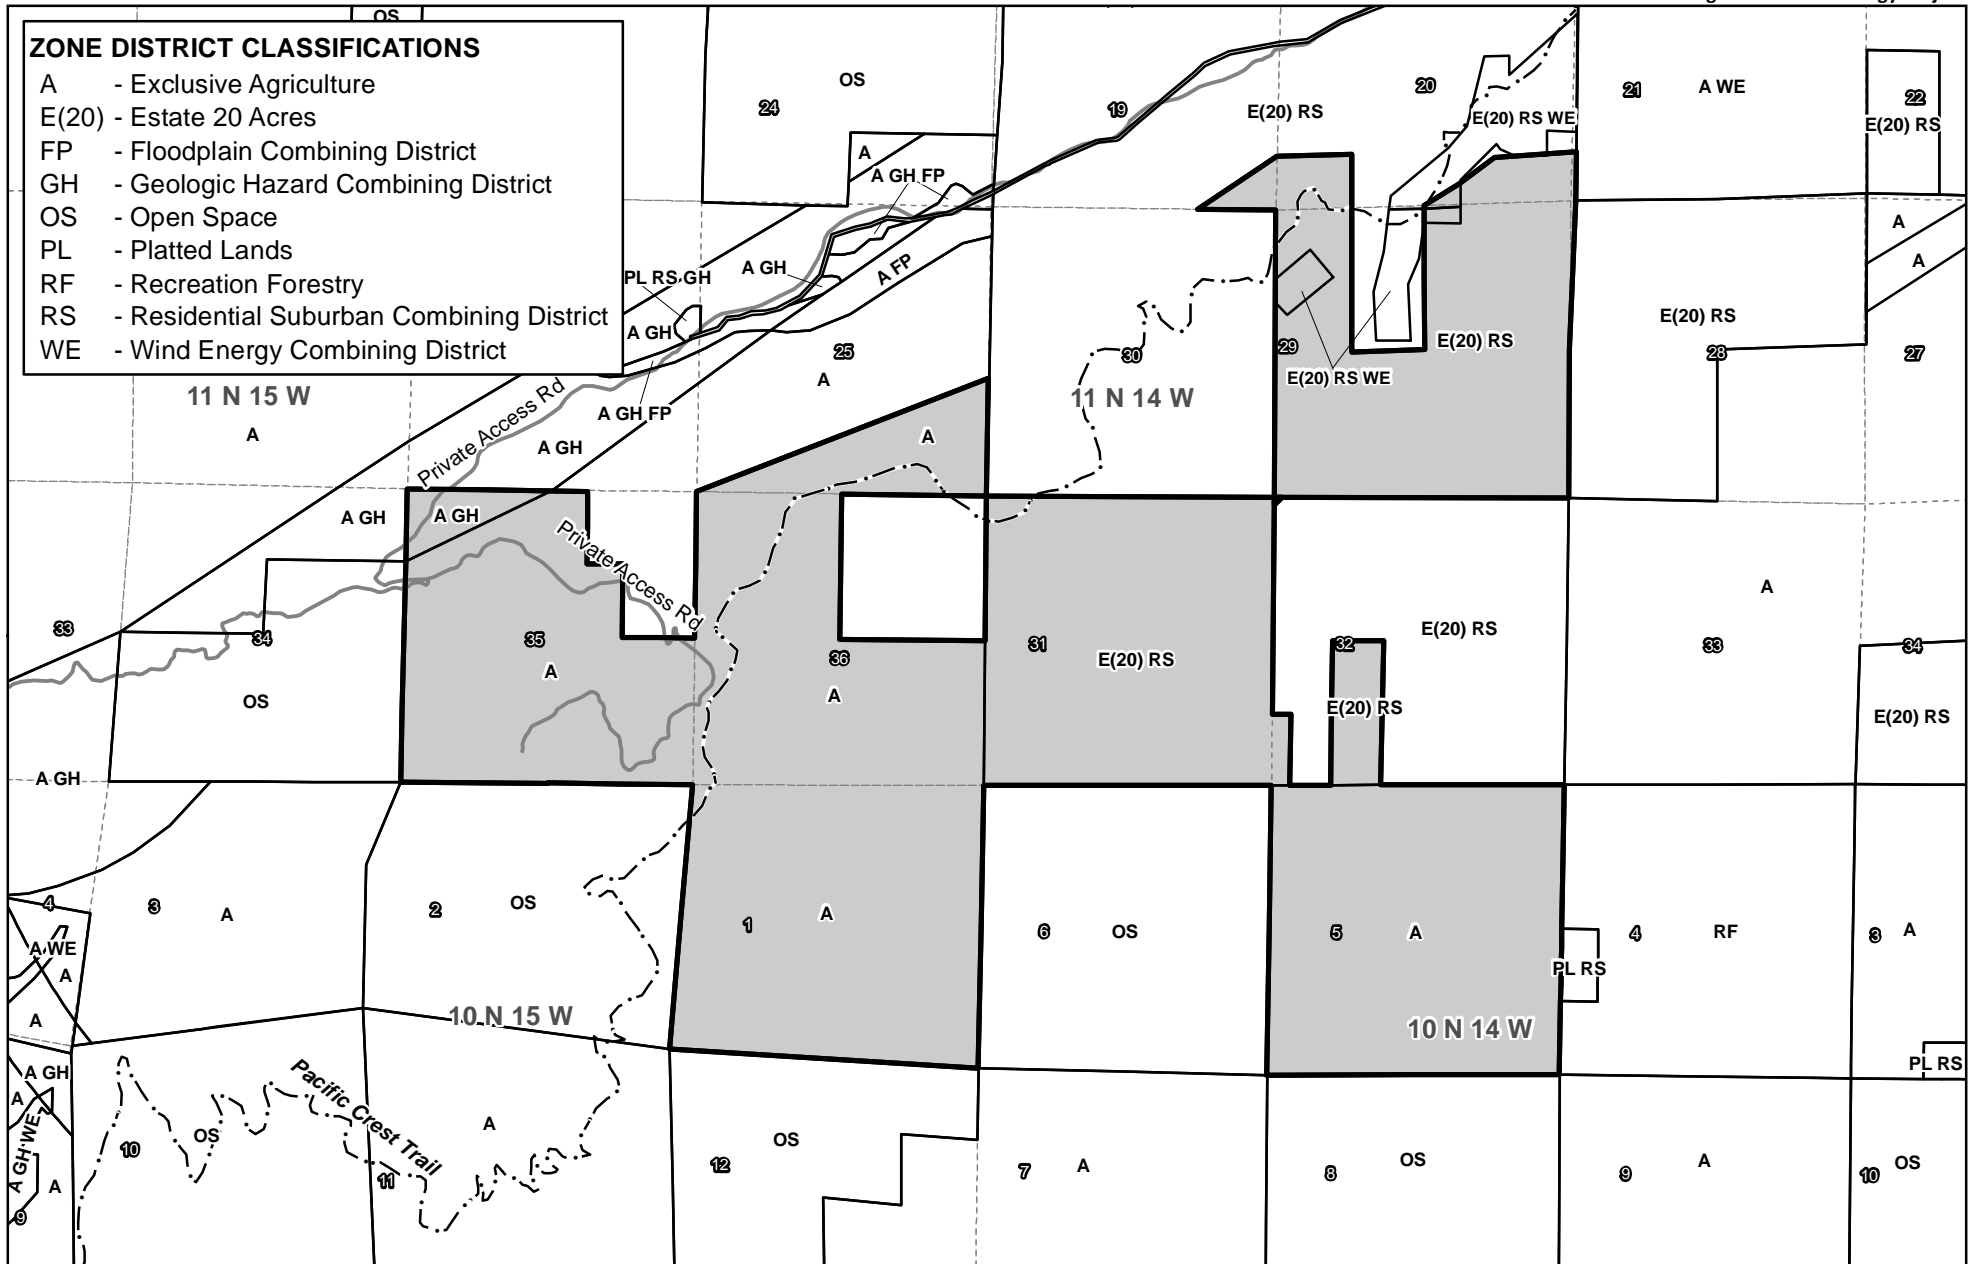 OS
ZONE DISTRICT CLASSIFICATIONS
A - Exclusive Agriculture
E(20) - Estate 20 Acres
FP - Floodplain Combining District
GH - Geologic Hazard Combining District
OS - Open Space
PL - Platted Lands
RF - Recreation Forestry
RS - Residential Suburban Combining District
WE - Wind Energy Combining District
24
OS
19
E(20) RS
20
E(20) RS WE
21
A WE
22
E(20) RS
A
A GH FP
A
A
PL RS GH
A GH
A FP
A GH
25
A
30
29
E(20) RS
E(20) RS WE
E(20) RS
28
27
11 N 15 W
A
Private Access Rd
A GH FP
A GH
11 N 14 W
A
A GH
A GH
Private Access Rd
33
34
35
A
36
A
31
E(20) RS
32
E(20) RS
E(20) RS
A
33
34
E(20) RS
OS
A GH
4
3
A
2
OS
1
A
6
OS
5
A
4
RF
3
A
PL RS
A WE
A
A
10 N 15 W
10 N 14 W
PL RS
A GH
A
A GH WE
A
9
10
OS
Pacific Crest Trail
11
A
12
OS
7
A
8
OS
9
A
10
OS